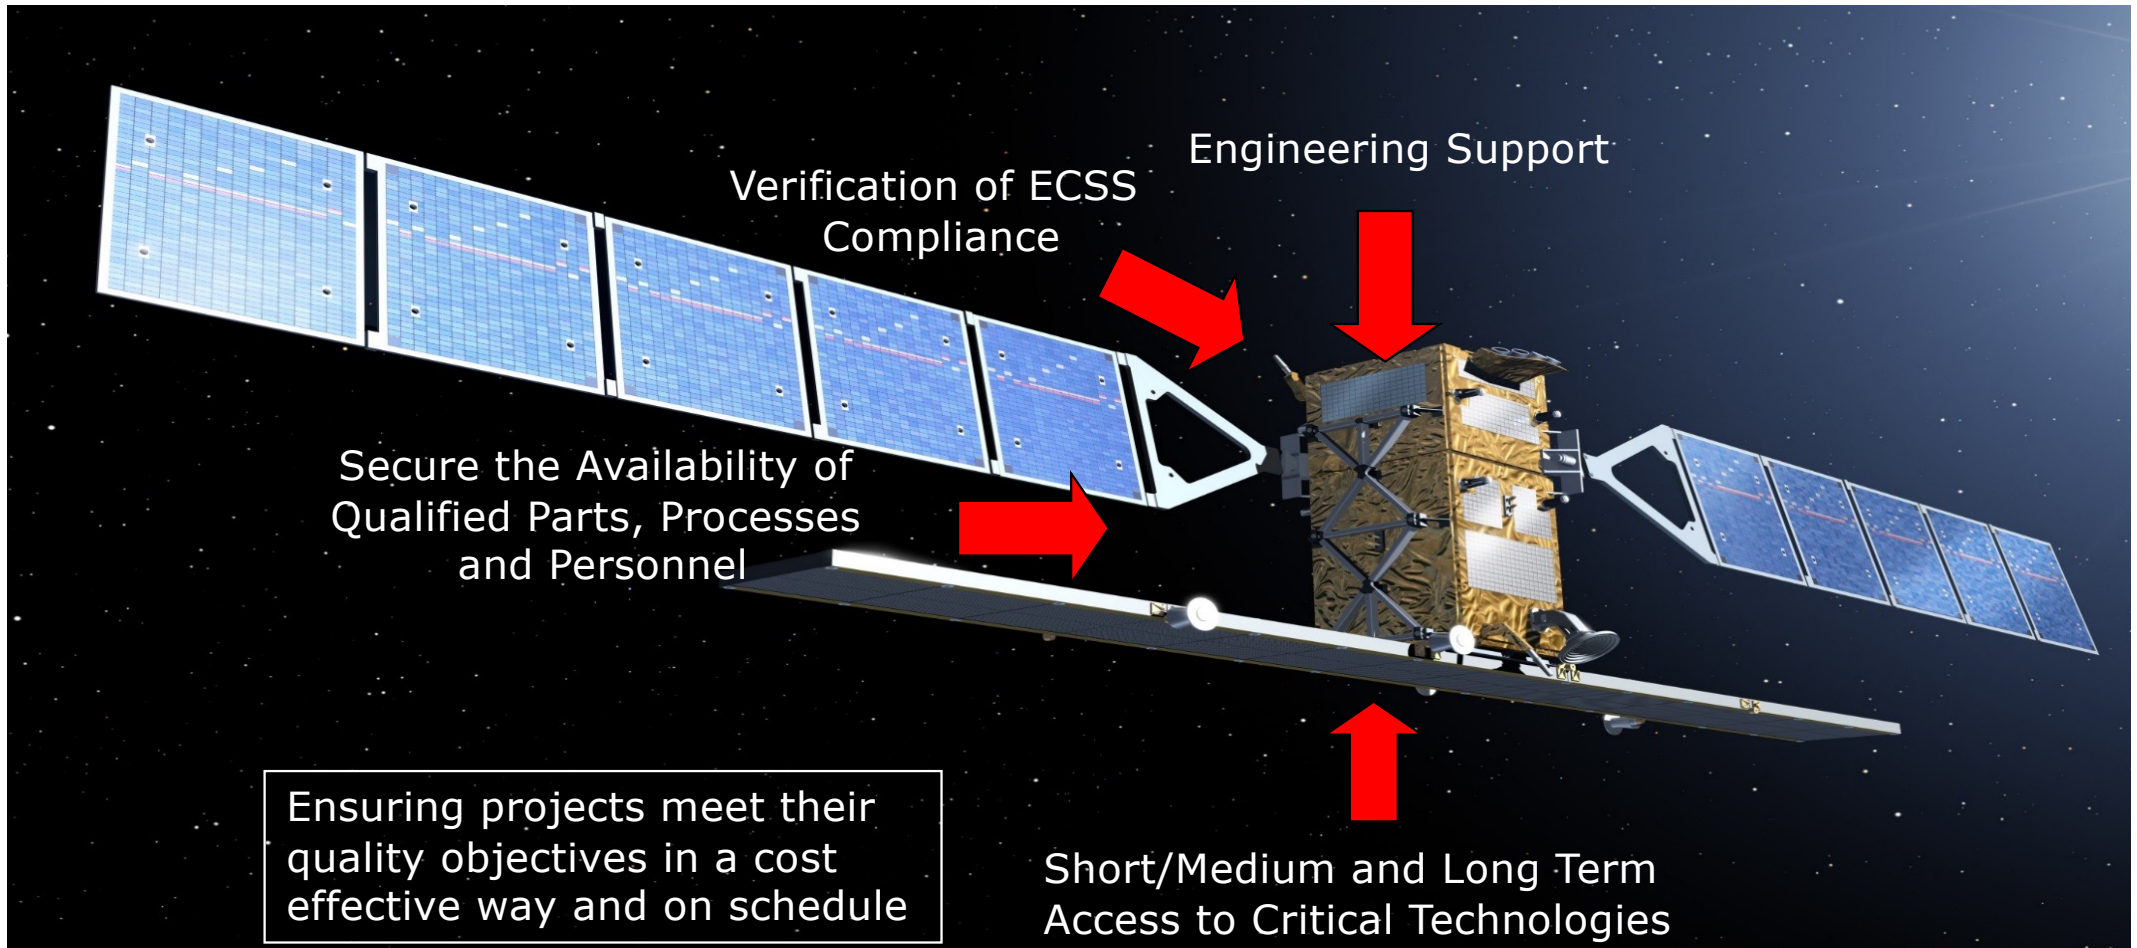 Engineering Support
Verification of ECSS
Compliance
Secure the Availability of
Qualified Parts, Processes
and Personnel
Ensuring projects meet their
quality objectives in a cost
effective way and on schedule
Short/Medium and Long Term
Access to Critical Technologies